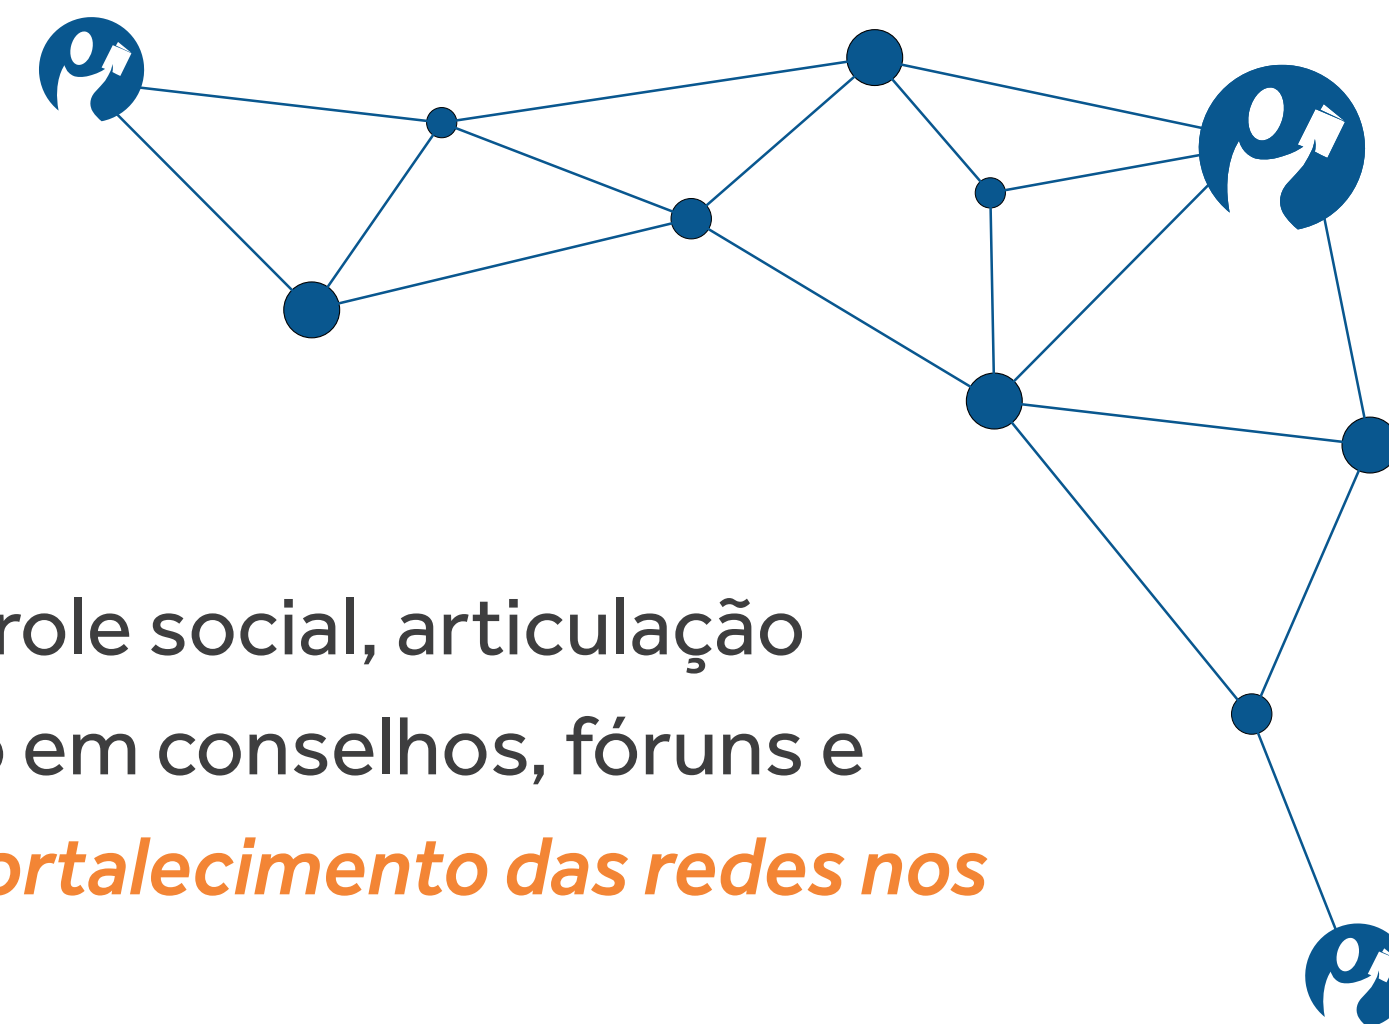 role social, articulação
em conselhos, fóruns e
ortalecimento das redes nos